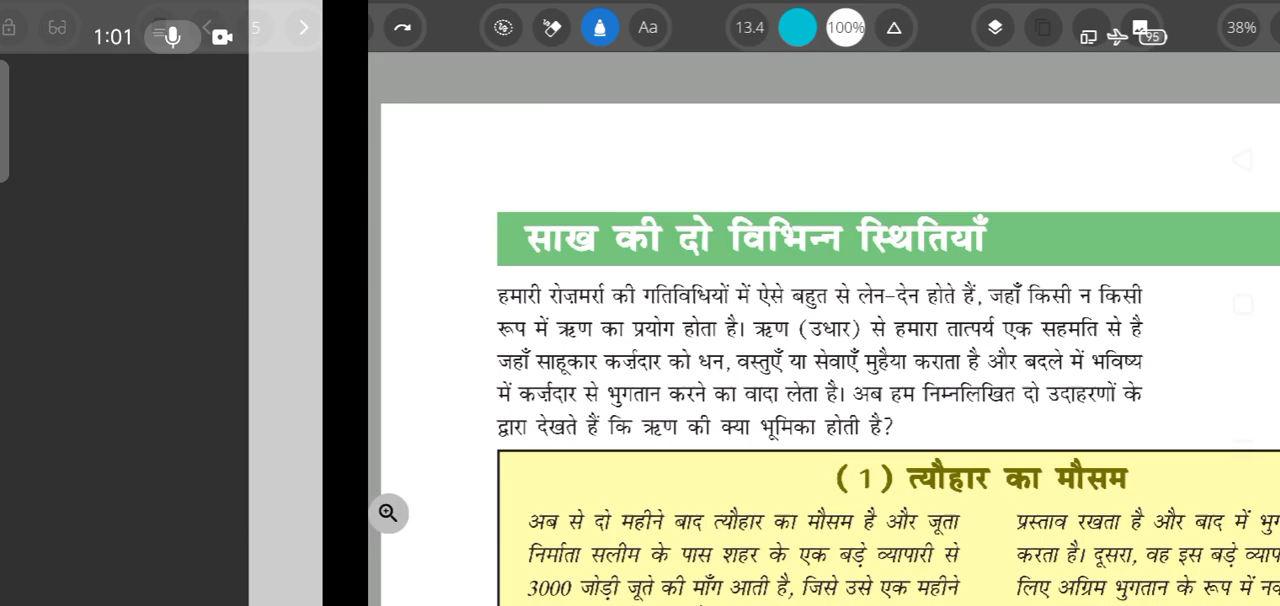 1:01
5
Aa
13.4
100%
95
38%
साख की दो विभिन्न स्थितियाँ
हमारी रोज़मर्रा की गतिविधियों में ऐसे बहुत से लेन-देन होते हैं, जहाँ किसी न किसी
रूप में ऋण का प्रयोग होता है। ऋण (उधार) से हमारा तात्पर्य एक सहमति से है
जहाँ साहूकार कर्ज़दार को धन, वस्तुएँ या सेवाएँ मुहैया कराता है और बदले में भविष्य
में कर्ज़दार से भुगतान करने का वादा लेता है। अब हम निम्नलिखित दो उदाहरणों के
द्वारा देखते हैं कि ऋण की क्या भूमिका होती है?
(1) त्यौहार का मौसम
अब से दो महीने बाद त्यौहार का मौसम है और जूता
निर्माता सलीम के पास शहर के एक बड़े व्यापारी से
3000 जोड़ी जूते की माँग आती है, जिसे उसे एक महीने
प्रस्ताव रखता है और बाद में
करता है। दूसरा, वह इस बड़े
लिए अग्रिम भुगतान के रूप में